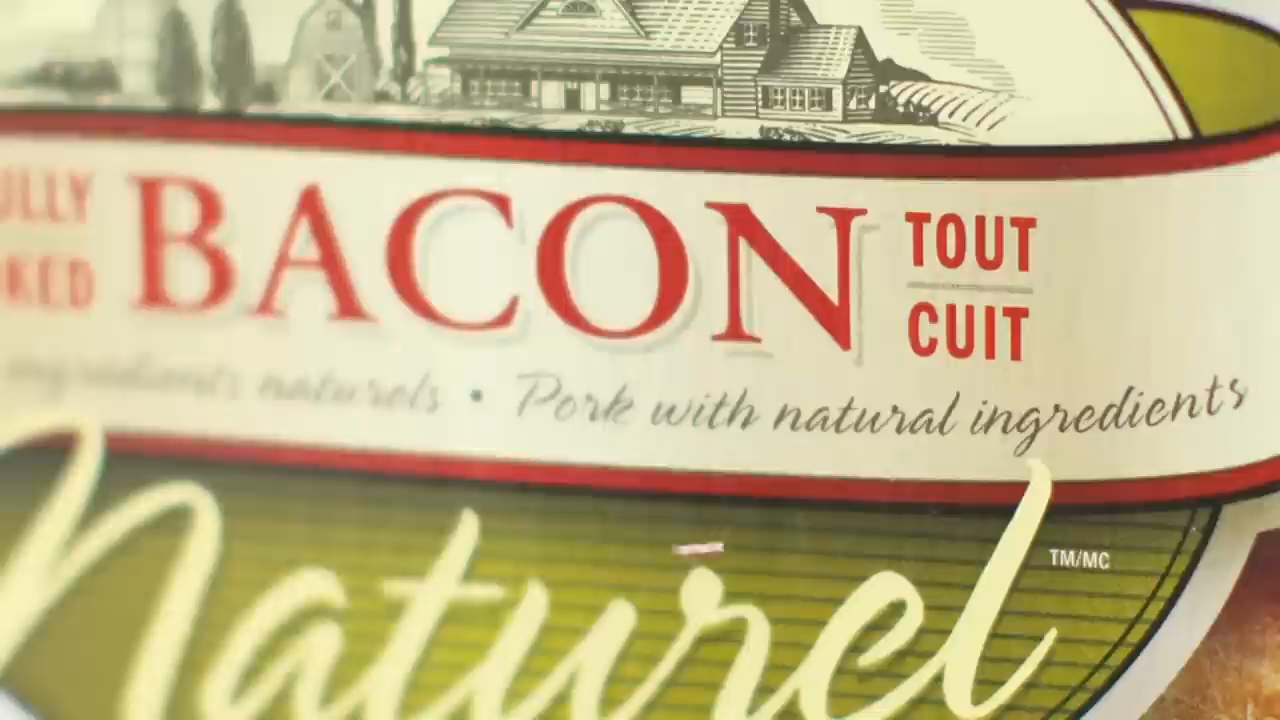 ULLY
KED
BACON
TOUT
CUIT
ingrédients naturels • Pork with natural ingredients
Naturel
TM/MC